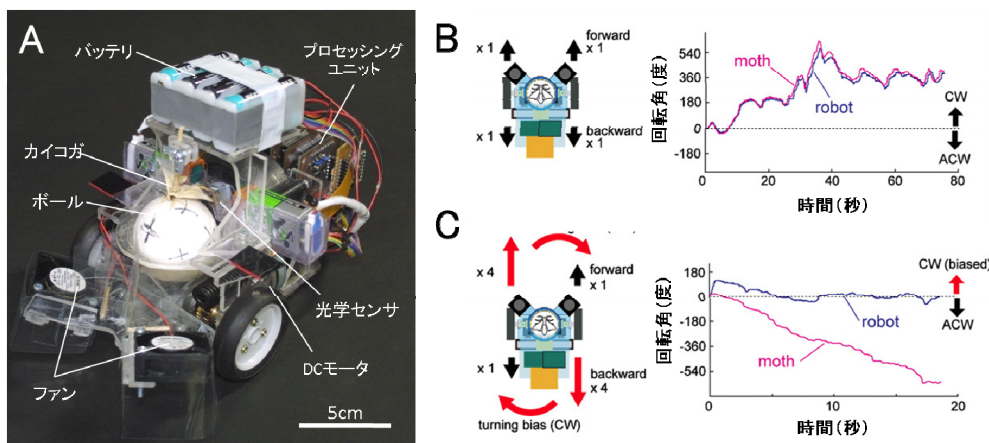 A
バッテリ
プロセッシング
ユニット
カイコガ
ボール
光学センサ
DCモータ
ファン
5cm
B
x 1
forward
x 1
x 1
backward
x 1
回転角(度)
540
360
180
0
-180
moth
robot
CW
ACW
0
20
40
60
80
時間(秒)
C
x 4
forward
x 1
x 1
backward
x 4
turning bias (CW)
回転角(度)
180
0
-180
-360
-540
CW (biased)
robot
moth
ACW
0
10
20
時間(秒)